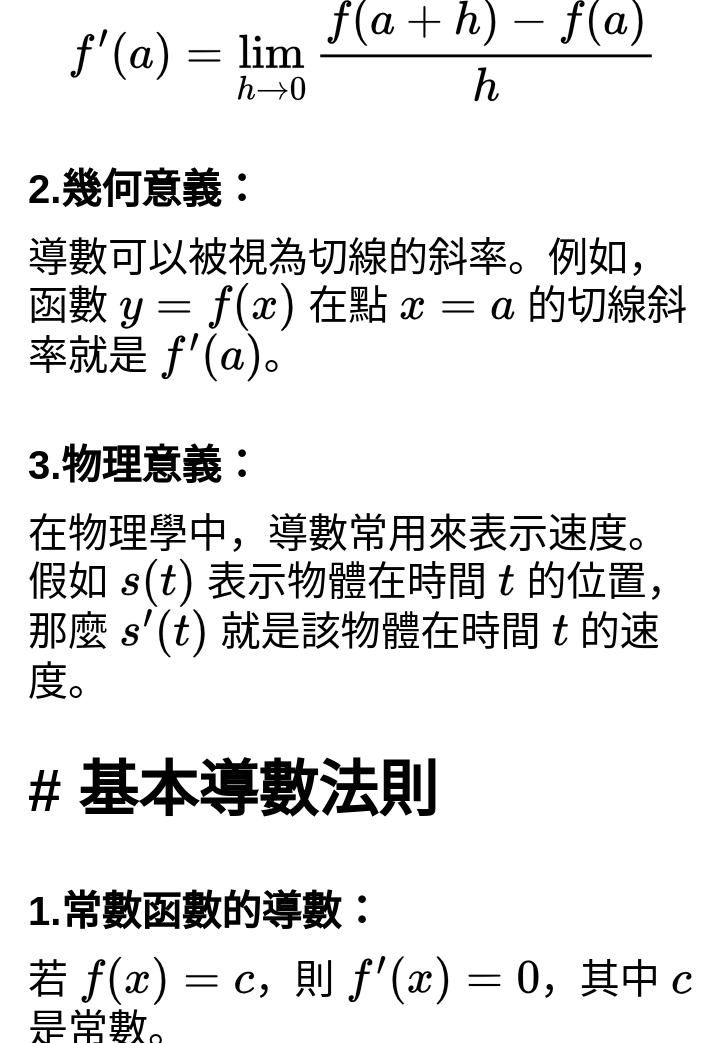 f′(a) = lim_{h→0} \frac{f(a + h) − f(a)}{h}
2.幾何意義：
導數可以被視為切線的斜率。例如，
函數 y = f(x) 在點 x = a 的切線斜
率就是 f′(a)。
3.物理意義：
在物理學中，導數常用來表示速度。
假如 s(t) 表示物體在時間 t 的位置，
那麼 s′(t) 就是該物體在時間 t 的速
度。
# 基本導數法則
1.常數函數的導數：
若 f(x) = c，則 f′(x) = 0，其中 c
是常數。